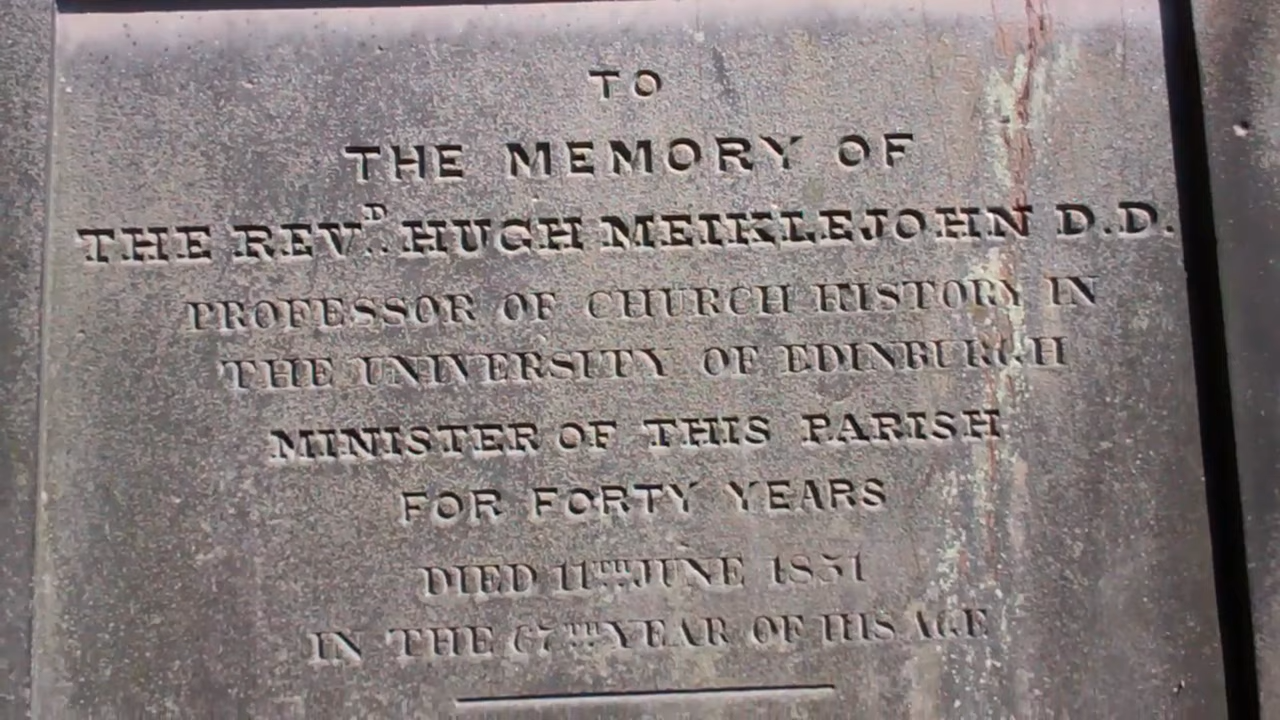 TO
THE MEMORY OF
THE REVD. HUGH MEIKLEJOHN D.D.
PROFESSOR OF CHURCH HISTORY IN
THE UNIVERSITY OF EDINBURGH
MINISTER OF THIS PARISH
FOR FORTY YEARS
DIED 11TH JUNE 1831
IN THE 67TH YEAR OF HIS AGE